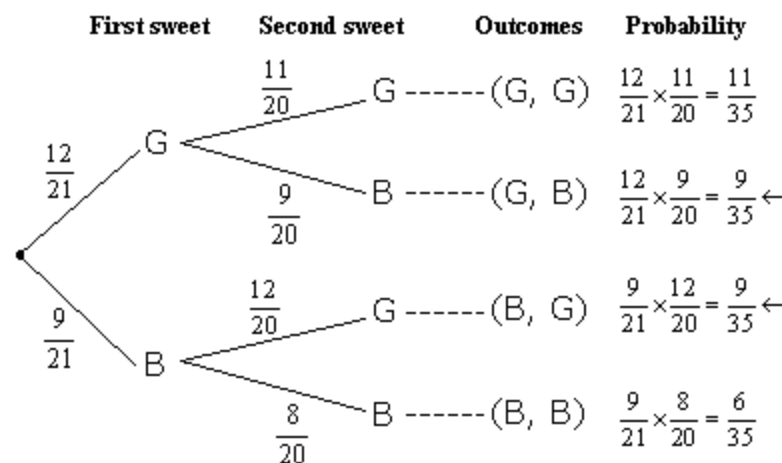 First sweet Second sweet Outcomes Probability
11/20 G ------ (G, G) 12/21 × 11/20 = 11/35
12/21 G
9/20 B ------ (G, B) 12/21 × 9/20 = 9/35 ←
12/20 G ------ (B, G) 9/21 × 12/20 = 9/35 ←
9/21 B
8/20 B ------ (B, B) 9/21 × 8/20 = 6/35